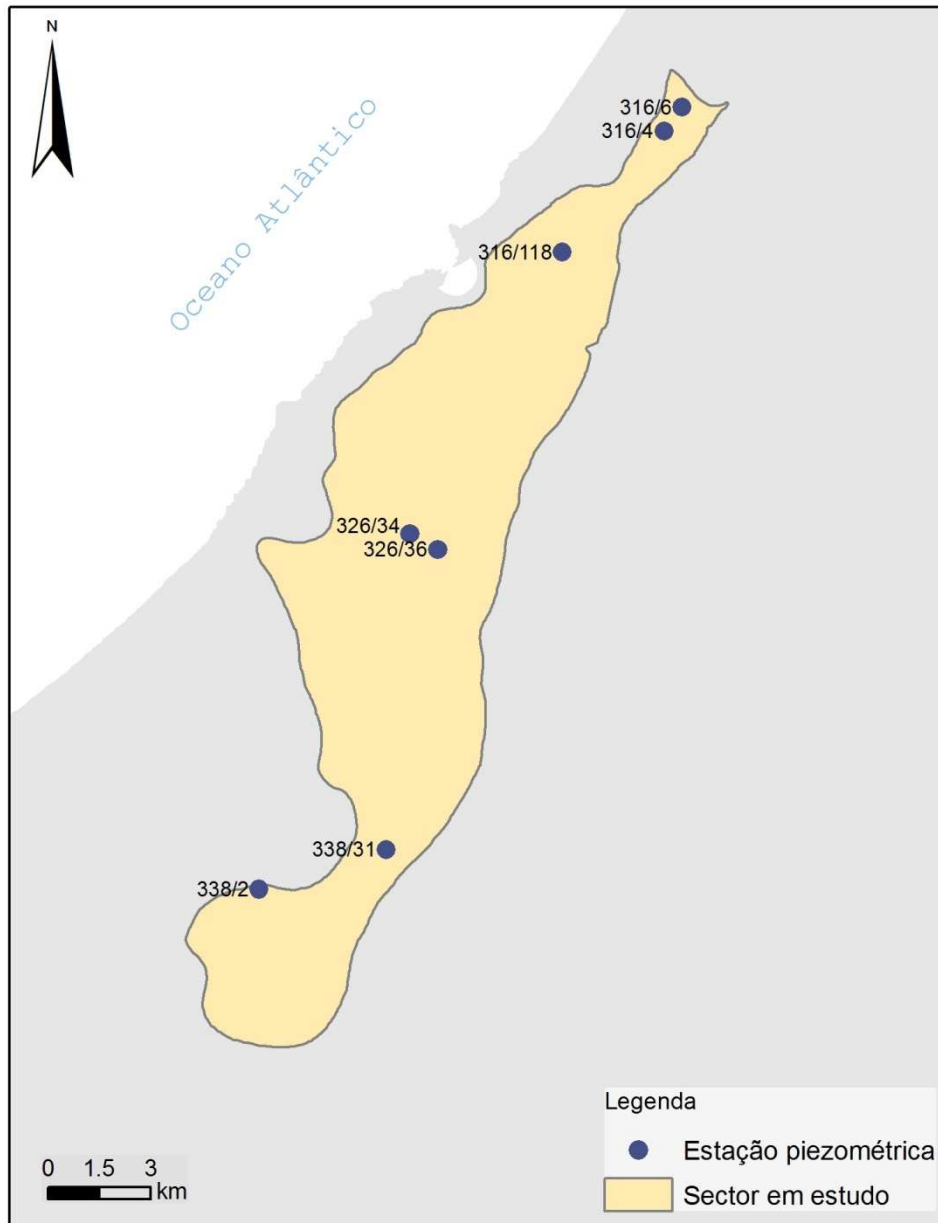 N
Oceano Atlântico
316/6
316/4
316/118
326/34
326/36
338/31
338/2
Legenda
Estação piezométrica
Sector em estudo
0 1.5 3
km